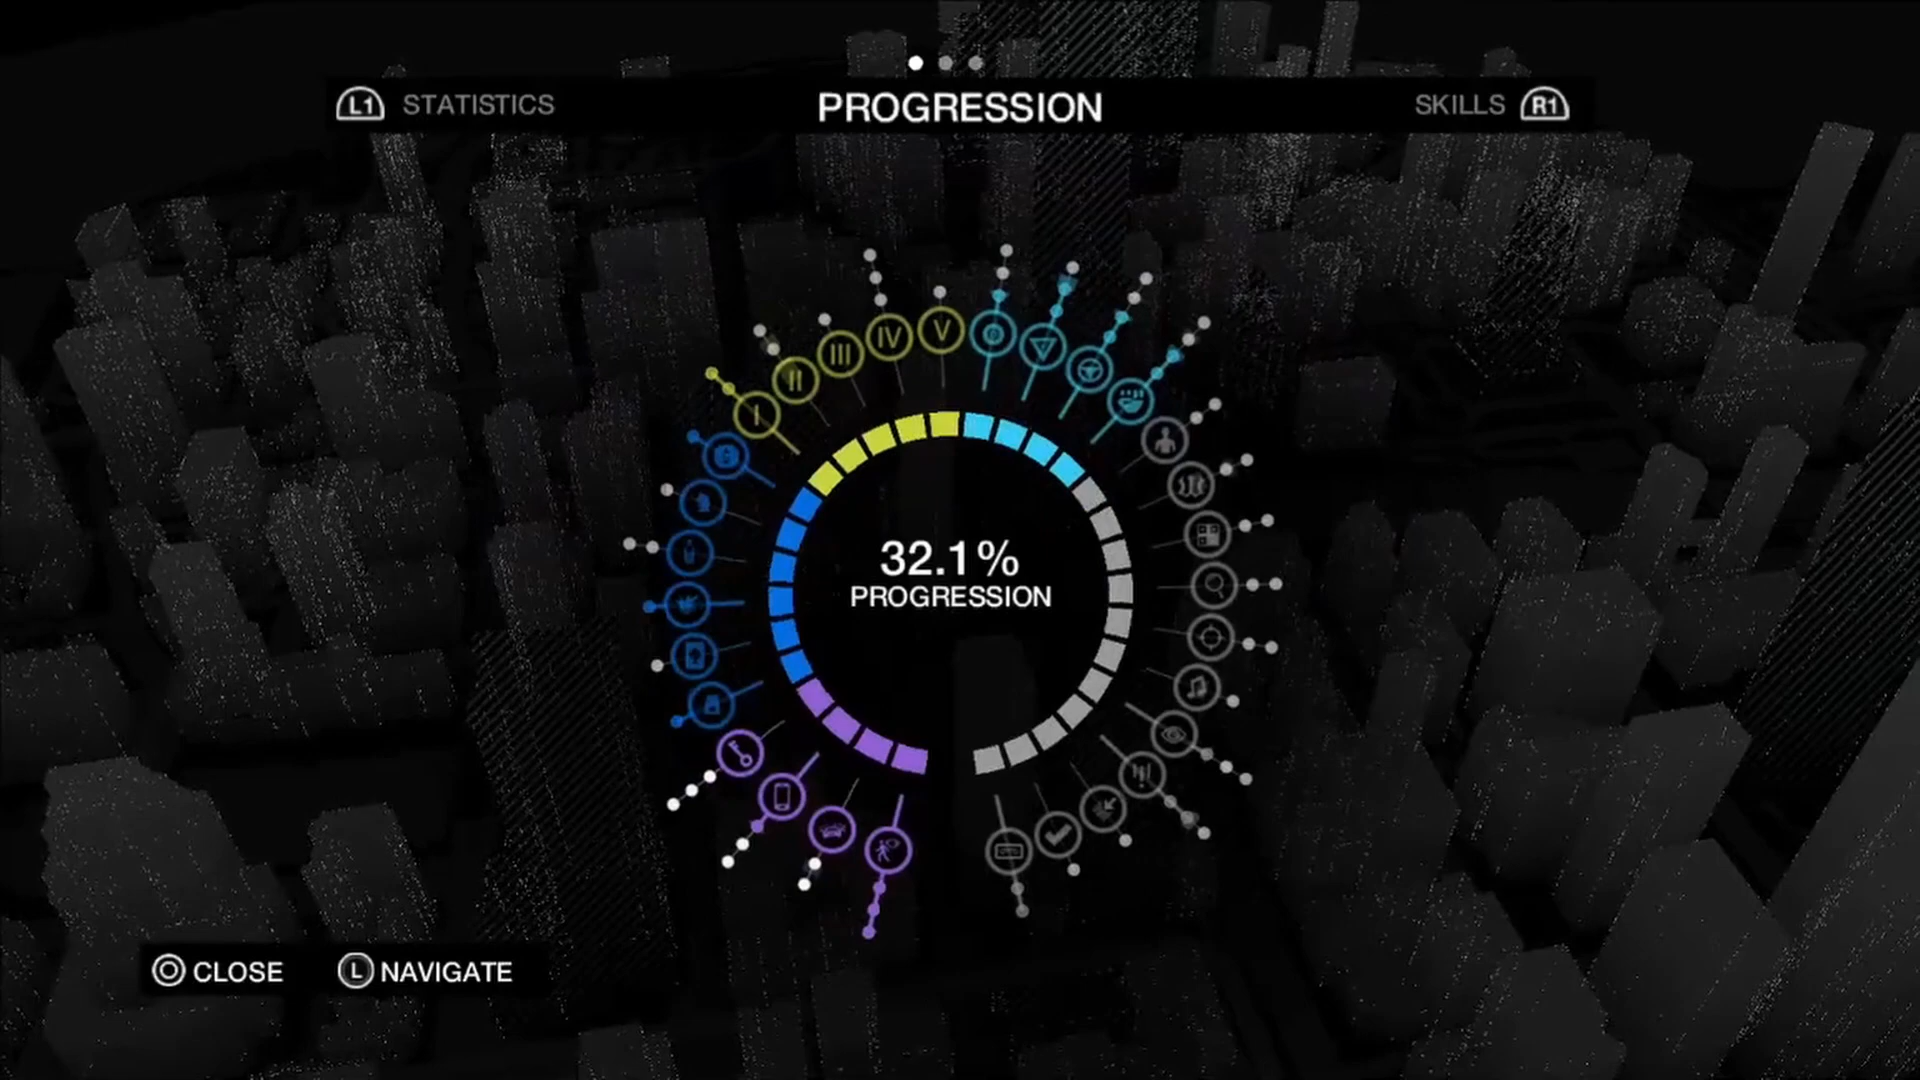 L1 STATISTICS
PROGRESSION
SKILLS R1
I
II
III
IV
V
32.1%
PROGRESSION
CLOSE
L NAVIGATE